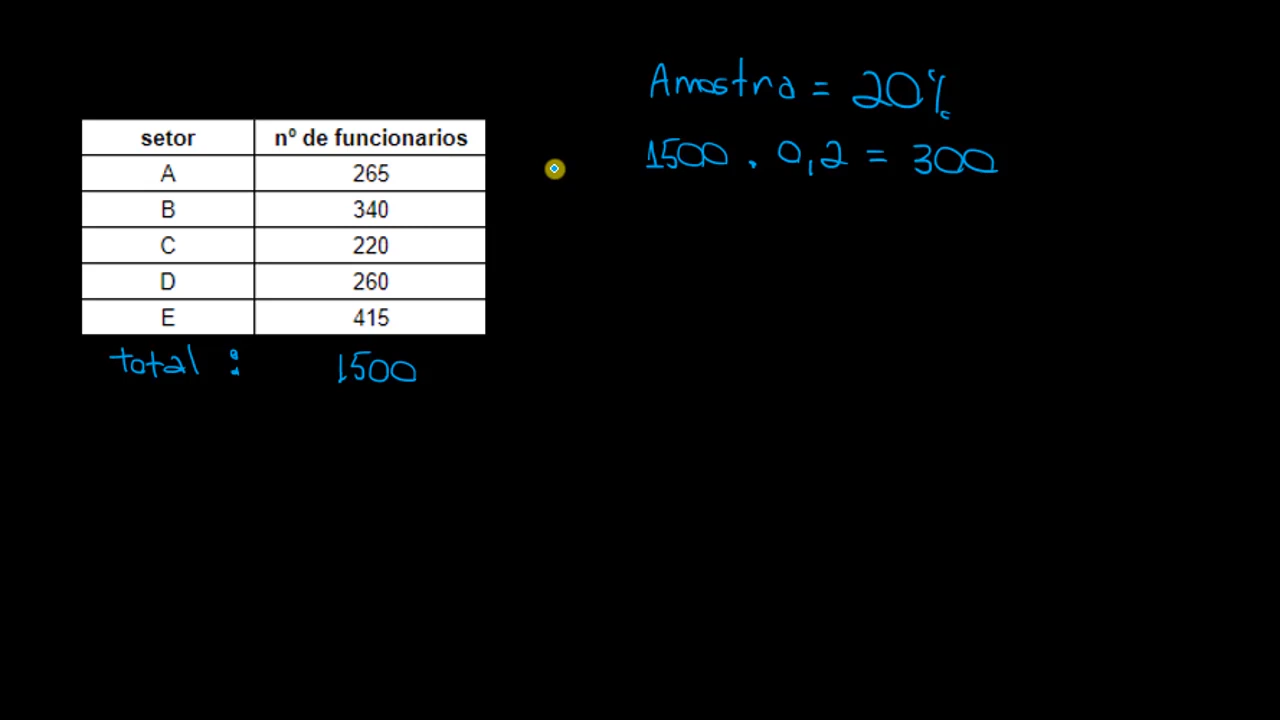 Amostra = 20%
1500 . 0,2 = 300
setor nº de funcionarios
A 265
B 340
C 220
D 260
E 415
total : 1500